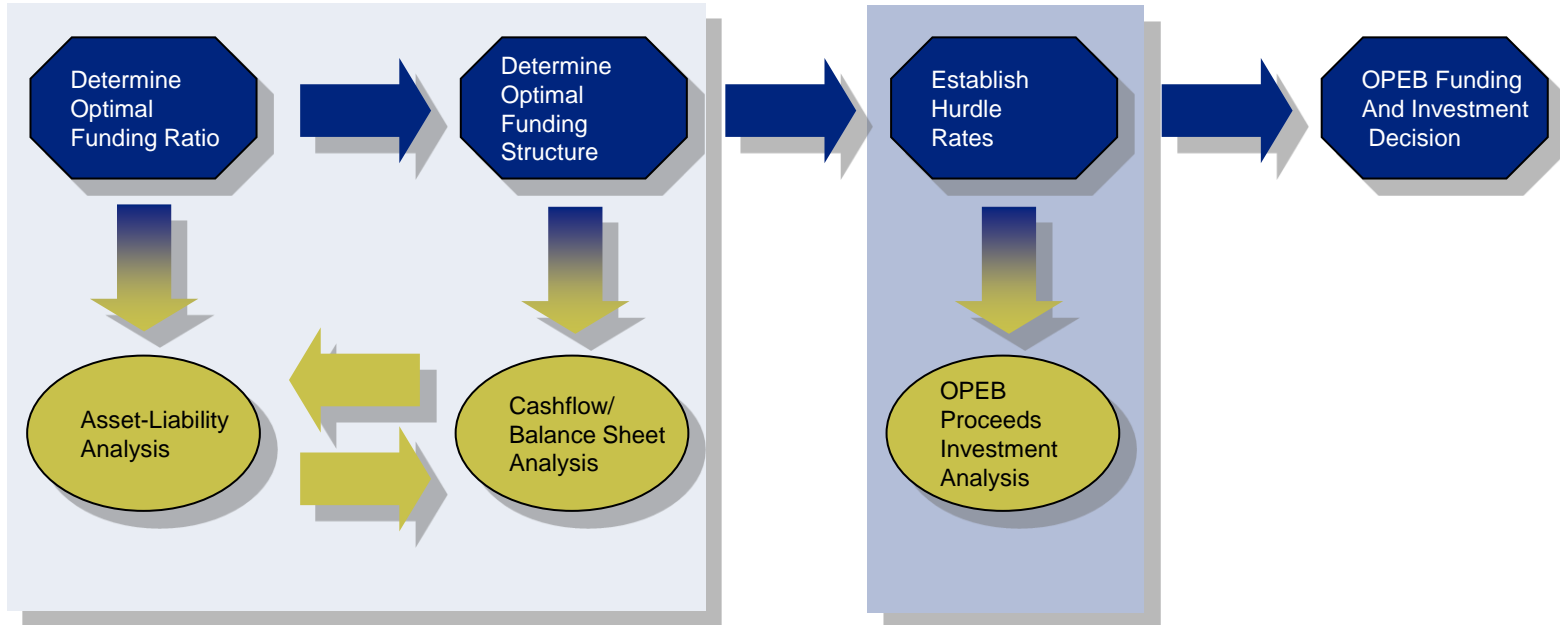 Determine
Optimal
Funding Ratio
Determine
Optimal
Funding
Structure
Establish
Hurdle
Rates
OPEB Funding
And Investment
Decision
Asset-Liability
Analysis
Cashflow/
Balance Sheet
Analysis
OPEB
Proceeds
Investment
Analysis